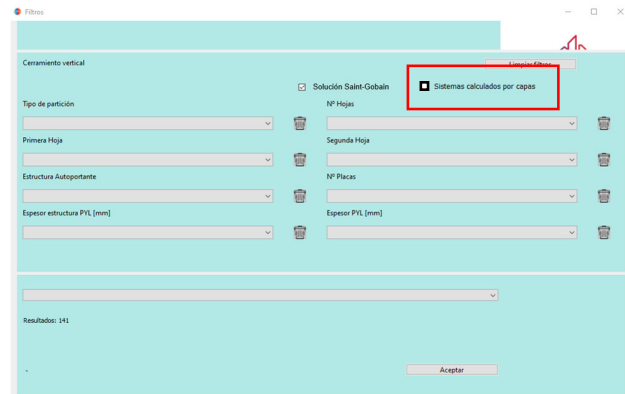 Filtros
Cerramiento vertical
Limpiar filtros
Solución Saint-Gobain
Sistemas calculados por capas
Tipo de partición
Nº Hojas
Primera Hoja
Segunda Hoja
Estructura Autoportante
Nº Placas
Espesor estructura PYL [mm]
Espesor PYL [mm]
Resultados: 141
-
Aceptar